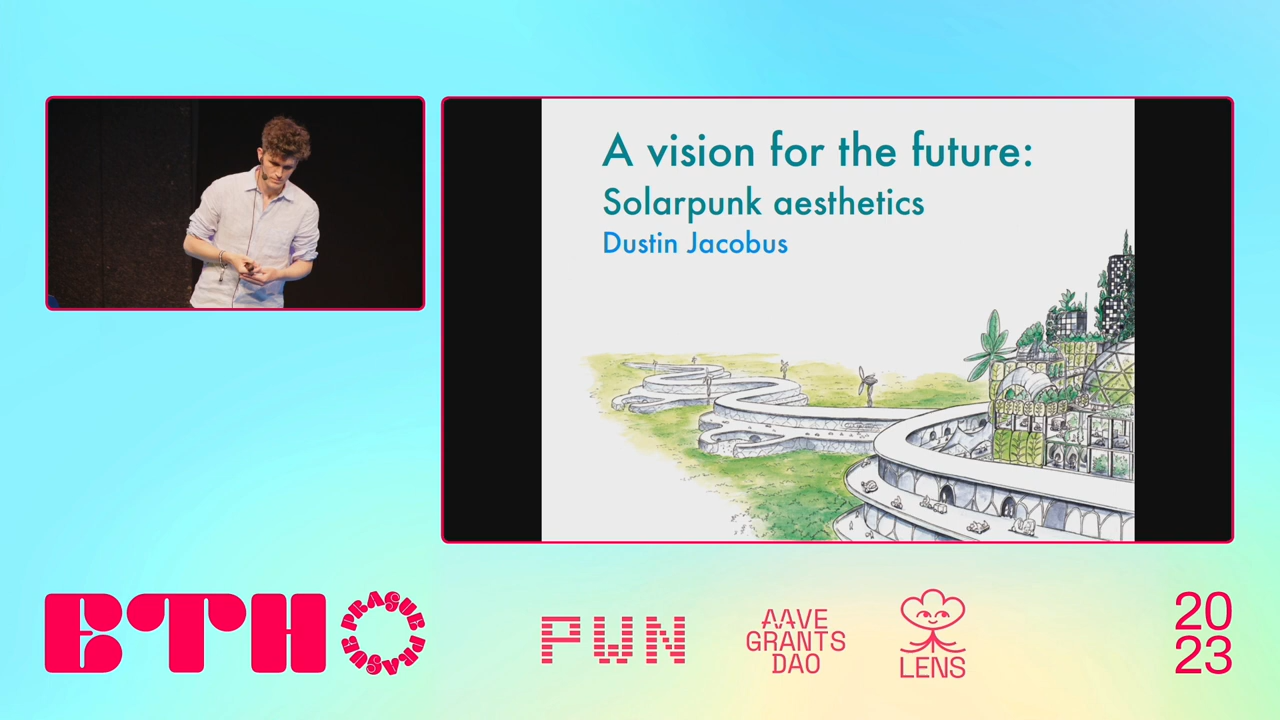 A vision for the future:
Solarpunk aesthetics
Dustin Jacobus
ETH
PRAGUE PRAGUE
PWN
AAVE
GRANTS
DAO
LENS
20
23